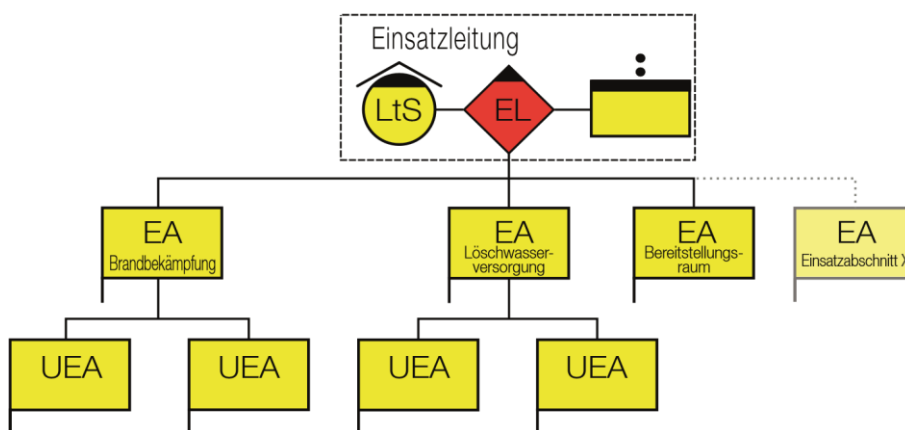 Einsatzleitung
LtS
EL
EA
Brandbekämpfung
EA
Löschwasser-
versorgung
EA
Bereitstellungs-
raum
EA
Einsatzabschnitt X
UEA
UEA
UEA
UEA